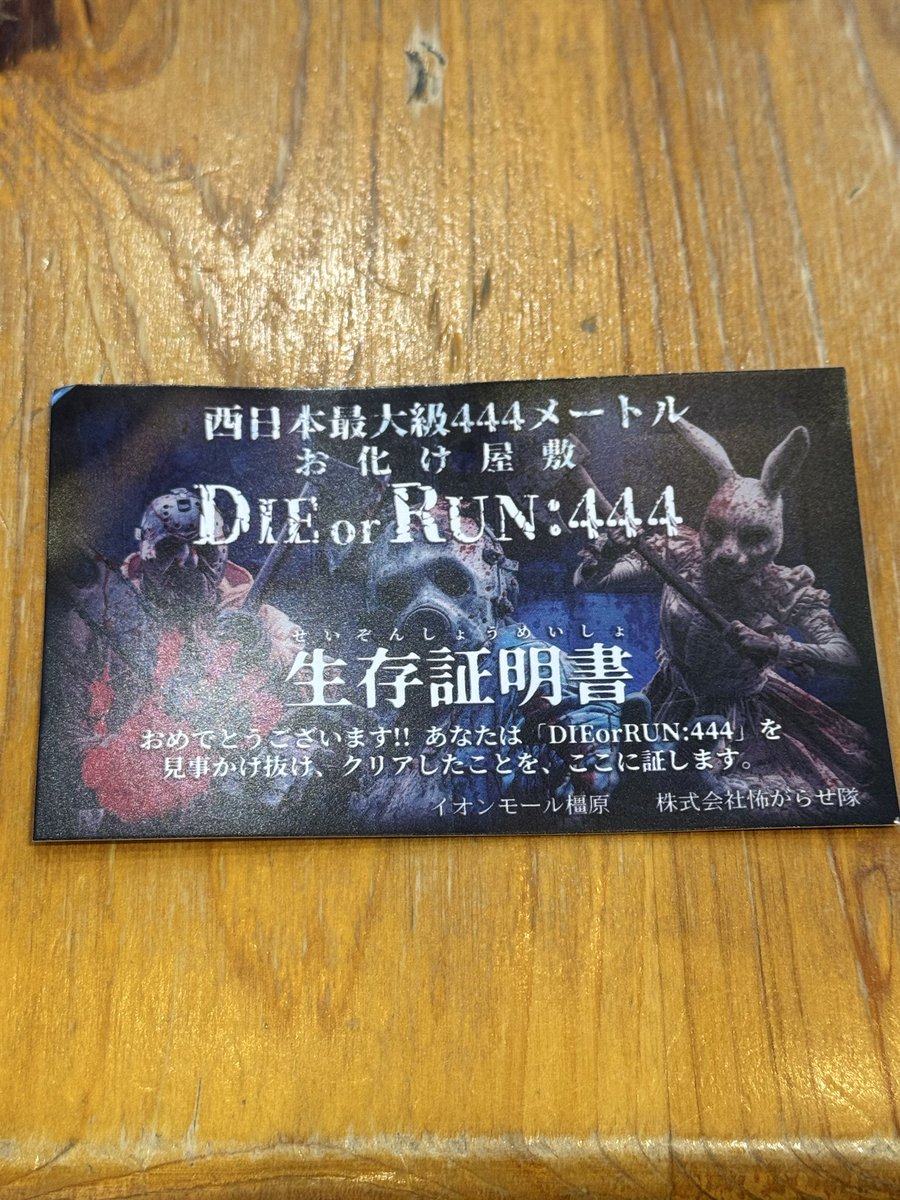 西日本最大級444メートル
お化け屋敷
DIE or RUN:444
せいぞんしょうめいしょ
生存証明書
おめでとうございます!! あなたは「DIEorRUN:444」を
見事かけ抜け、クリアしたことを、ここに証します。
イオンモール橿原 株式会社怖がらせ隊